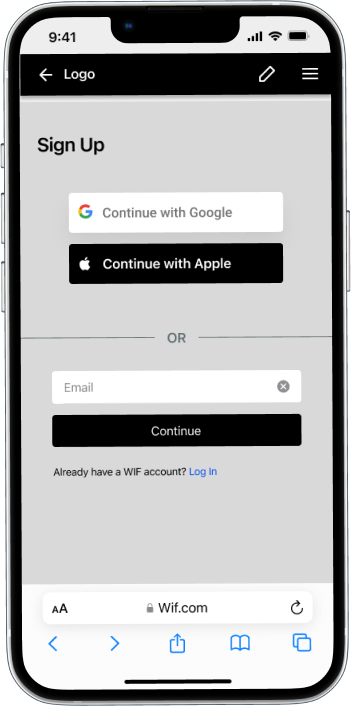 9:41
Logo
Sign Up
Continue with Google
Continue with Apple
OR
Email
Continue
Already have a WIF account? Log In
AA
Wif.com